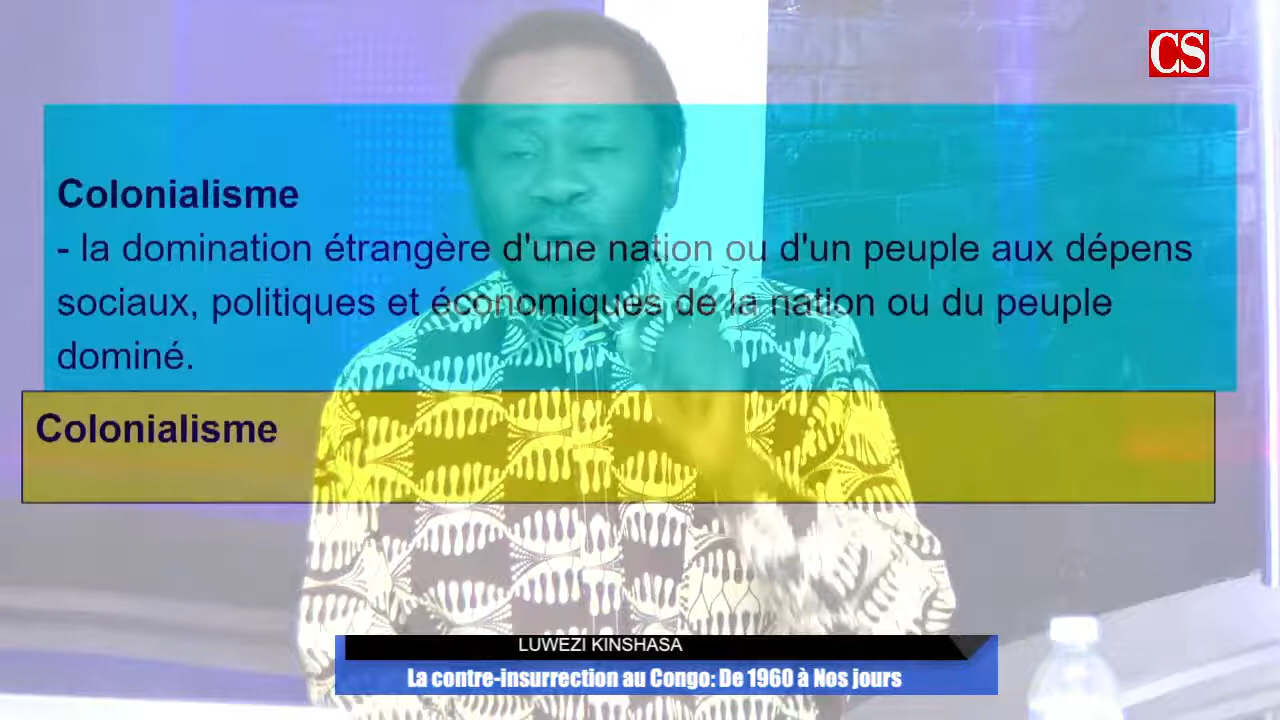 CS
Colonialisme
- la domination étrangère d'une nation ou d'un peuple aux dépens
sociaux, politiques et économiques de la nation ou du peuple
dominé.
Colonialisme
LUWEZI KINSHASA
La contre-insurrection au Congo: De 1960 à Nos jours